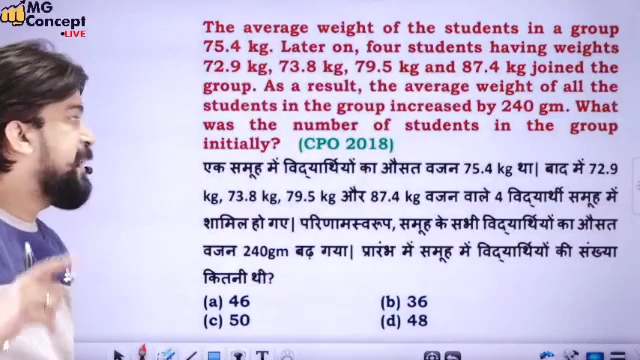 MG
Concept
LIVE
The average weight of the students in a group
75.4 kg. Later on, four students having weights
72.9 kg, 73.8 kg, 79.5 kg and 87.4 kg joined the
group. As a result, the average weight of all the
students in the group increased by 240 gm. What
was the number of students in the group
initially? (CPO 2018)
एक समूह में विद्यार्थियों का औसत वजन 75.4 kg था| बाद में 72.9
kg, 73.8 kg, 79.5 kg और 87.4 kg वजन वाले 4 विद्यार्थी समूह में
शामिल हो गए| परिणामस्वरूप, समूह के सभी विद्यार्थियों का औसत
वजन 240gm बढ़ गया| प्रारंभ में समूह में विद्यार्थियों की संख्या
कितनी थी?
(a) 46 (b) 36
(c) 50 (d) 48